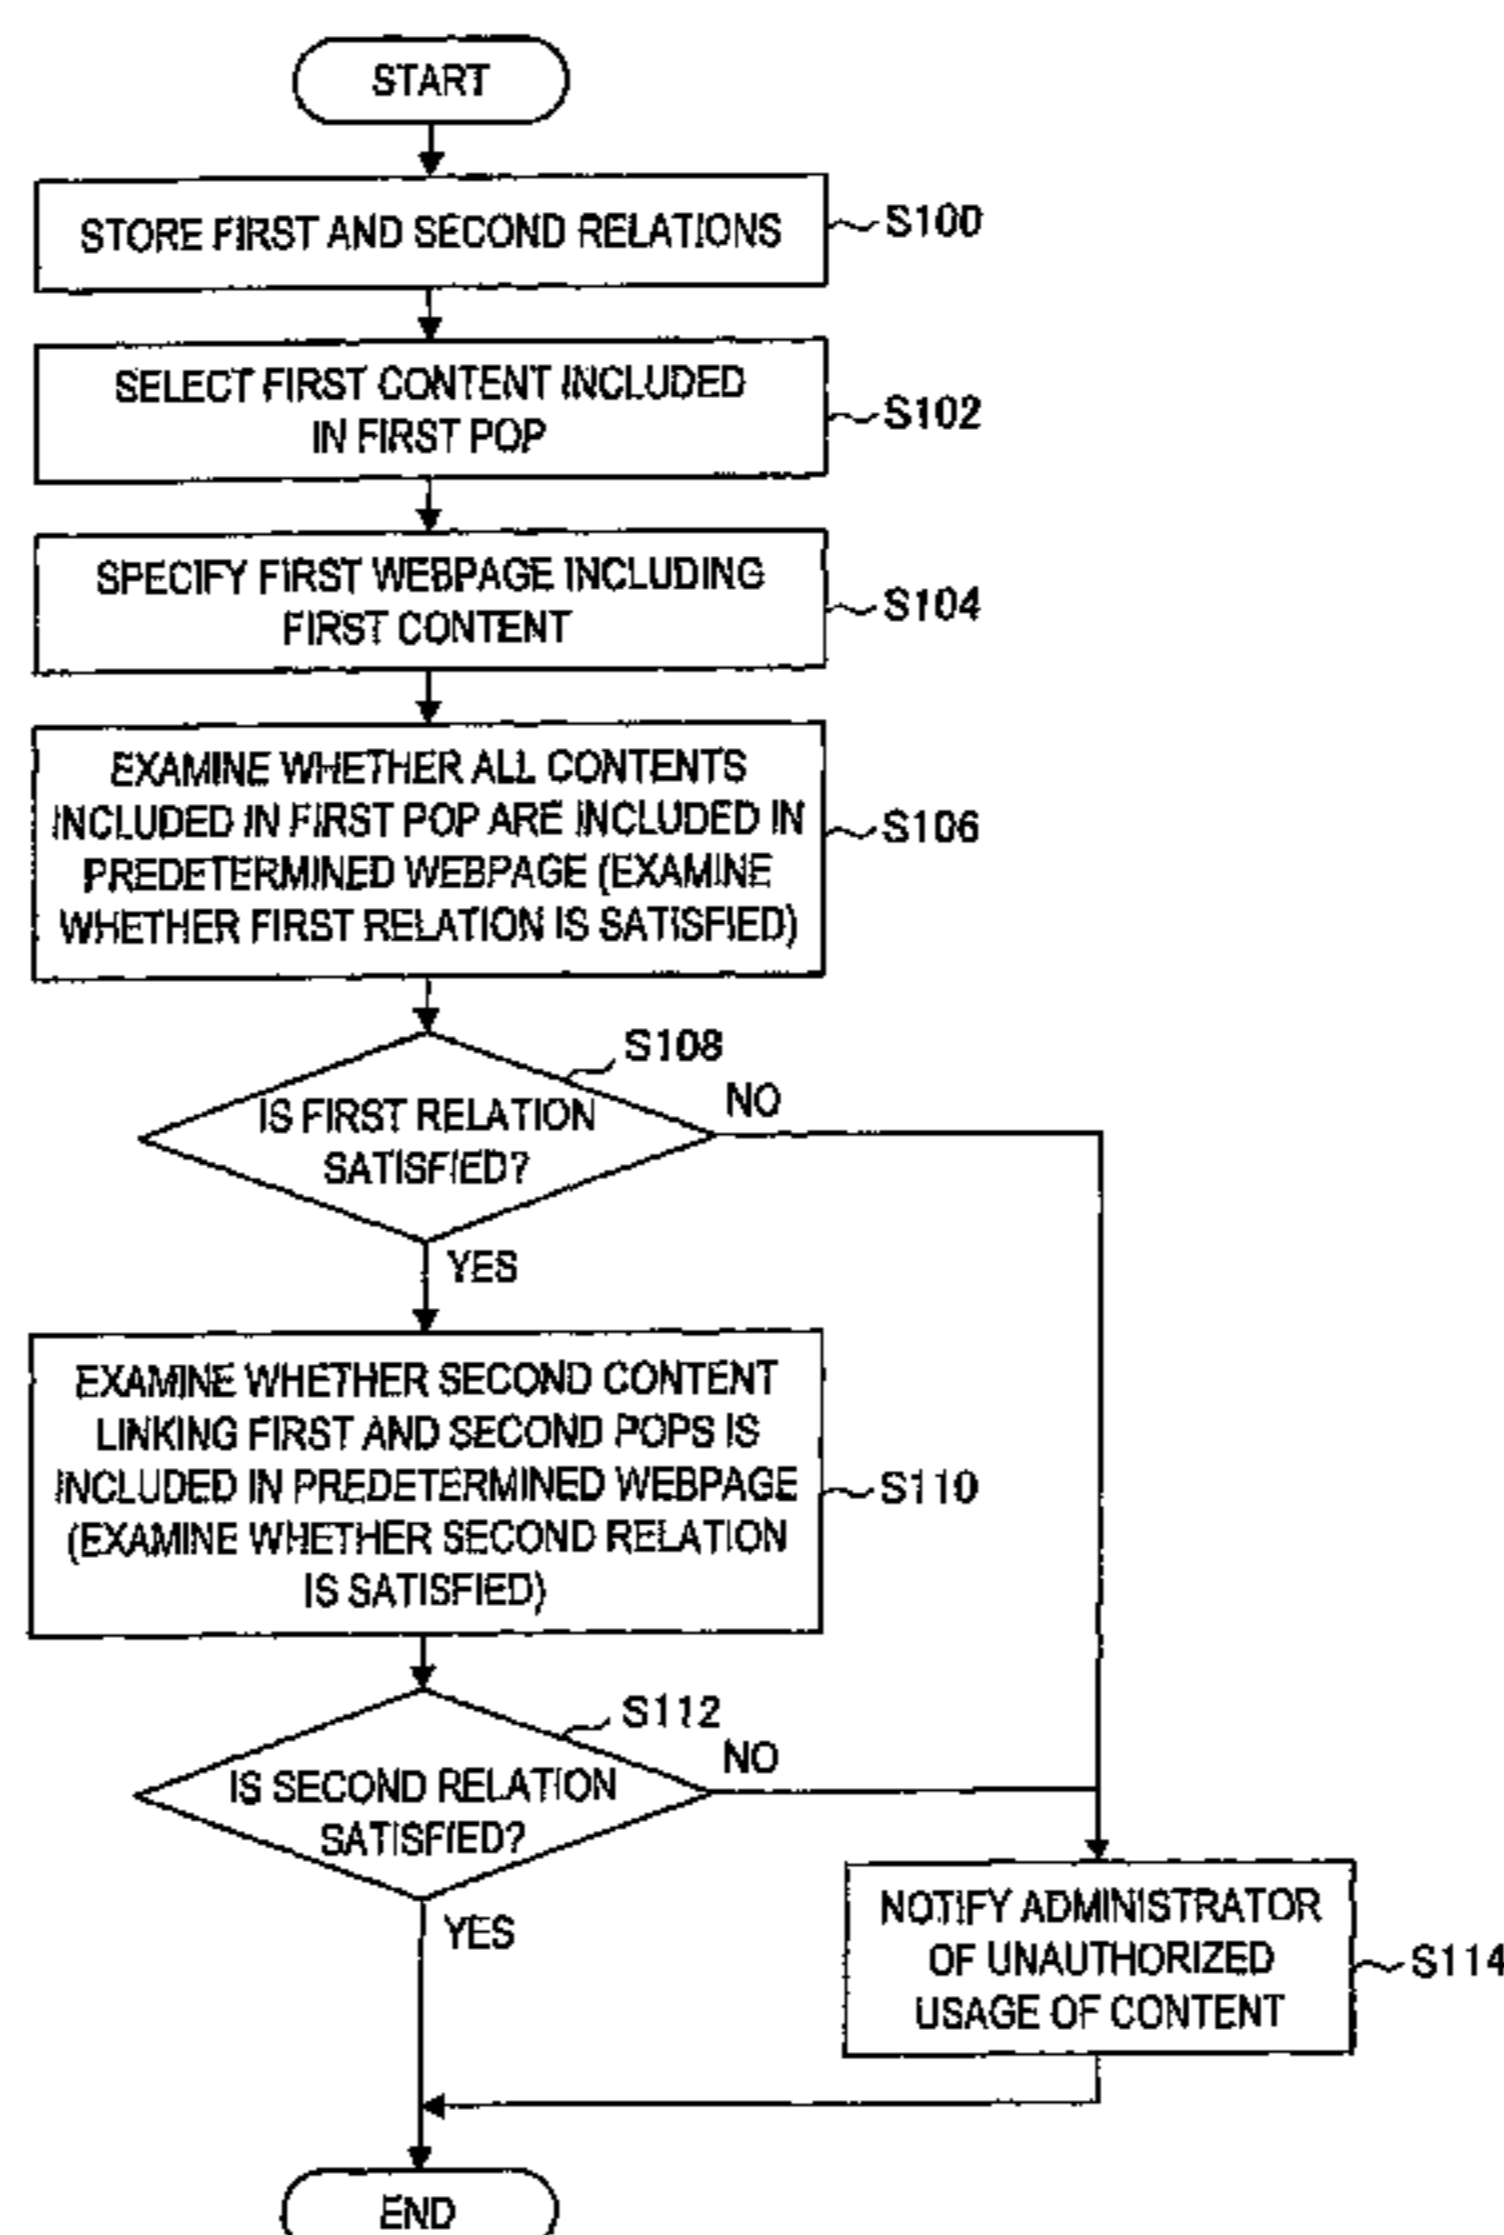 START
STORE FIRST AND SECOND RELATIONS
S100
SELECT FIRST CONTENT INCLUDED
IN FIRST POP
S102
SPECIFY FIRST WEBPAGE INCLUDING
FIRST CONTENT
S104
EXAMINE WHETHER ALL CONTENTS
INCLUDED IN FIRST POP ARE INCLUDED IN
PREDETERMINED WEBPAGE (EXAMINE
WHETHER FIRST RELATION IS SATISFIED)
S106
S108
IS FIRST RELATION
SATISFIED?
NO
YES
EXAMINE WHETHER SECOND CONTENT
LINKING FIRST AND SECOND POPS IS
INCLUDED IN PREDETERMINED WEBPAGE
(EXAMINE WHETHER SECOND RELATION
IS SATISFIED)
S110
S112
IS SECOND RELATION
SATISFIED?
NO
YES
NOTIFY ADMINISTRATOR
OF UNAUTHORIZED
USAGE OF CONTENT
S114
END